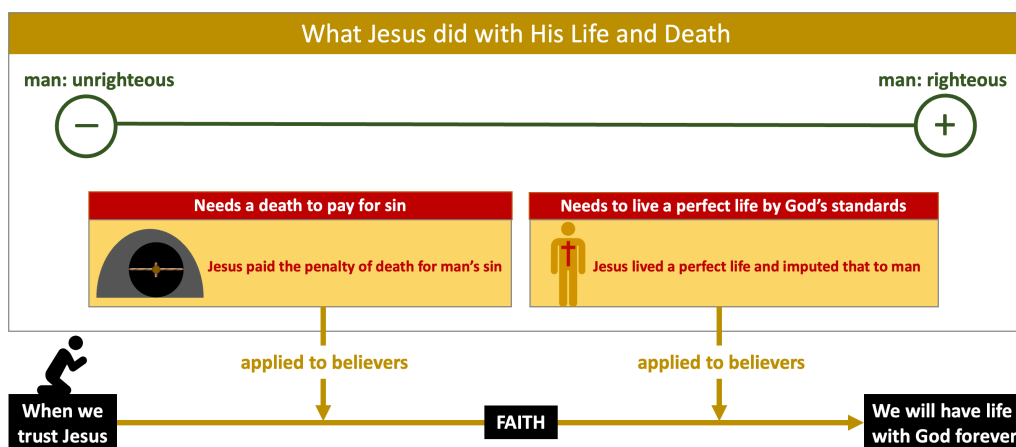 What Jesus did with His Life and Death
man: unrighteous
man: righteous
−
+
Needs a death to pay for sin
Jesus paid the penalty of death for man's sin
Needs to live a perfect life by God's standards
Jesus lived a perfect life and imputed that to man
applied to believers
applied to believers
When we
trust Jesus
FAITH
We will have life
with God forever